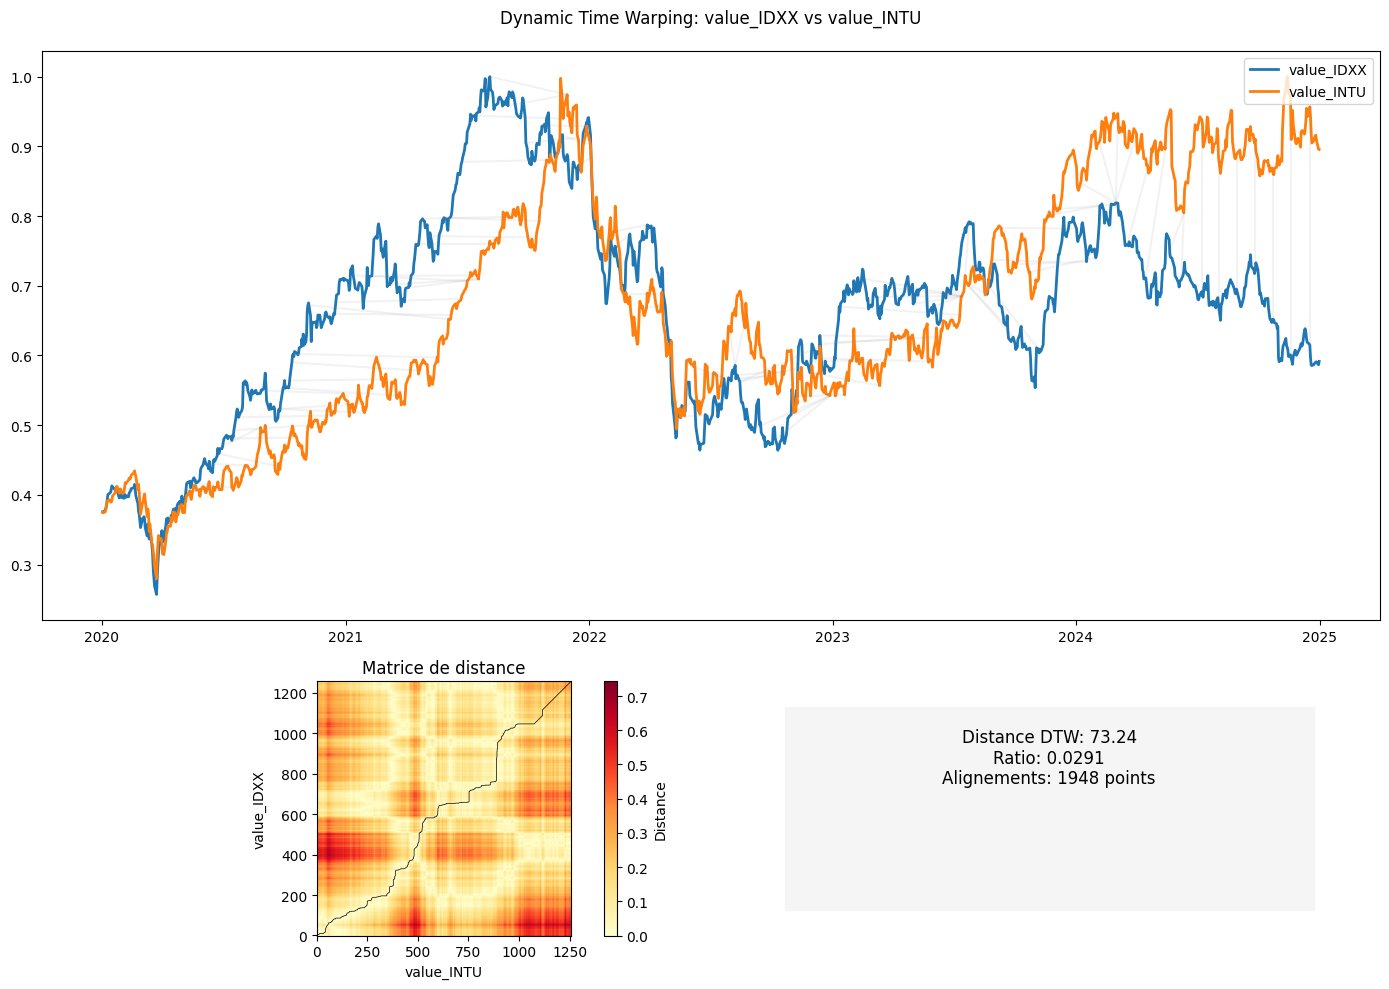 Dynamic Time Warping: value_IDXX vs value_INTU
value_IDXX
value_INTU
1.0
0.9
0.8
0.7
0.6
0.5
0.4
0.3
2020 2021 2022 2023 2024 2025
Matrice de distance
value_IDXX
1200
1000
800
600
400
200
0
0 250 500 750 1000 1250
value_INTU
0.7
0.6
0.5
0.4
0.3
0.2
0.1
0.0
Distance
Distance DTW: 73.24
Ratio: 0.0291
Alignements: 1948 points